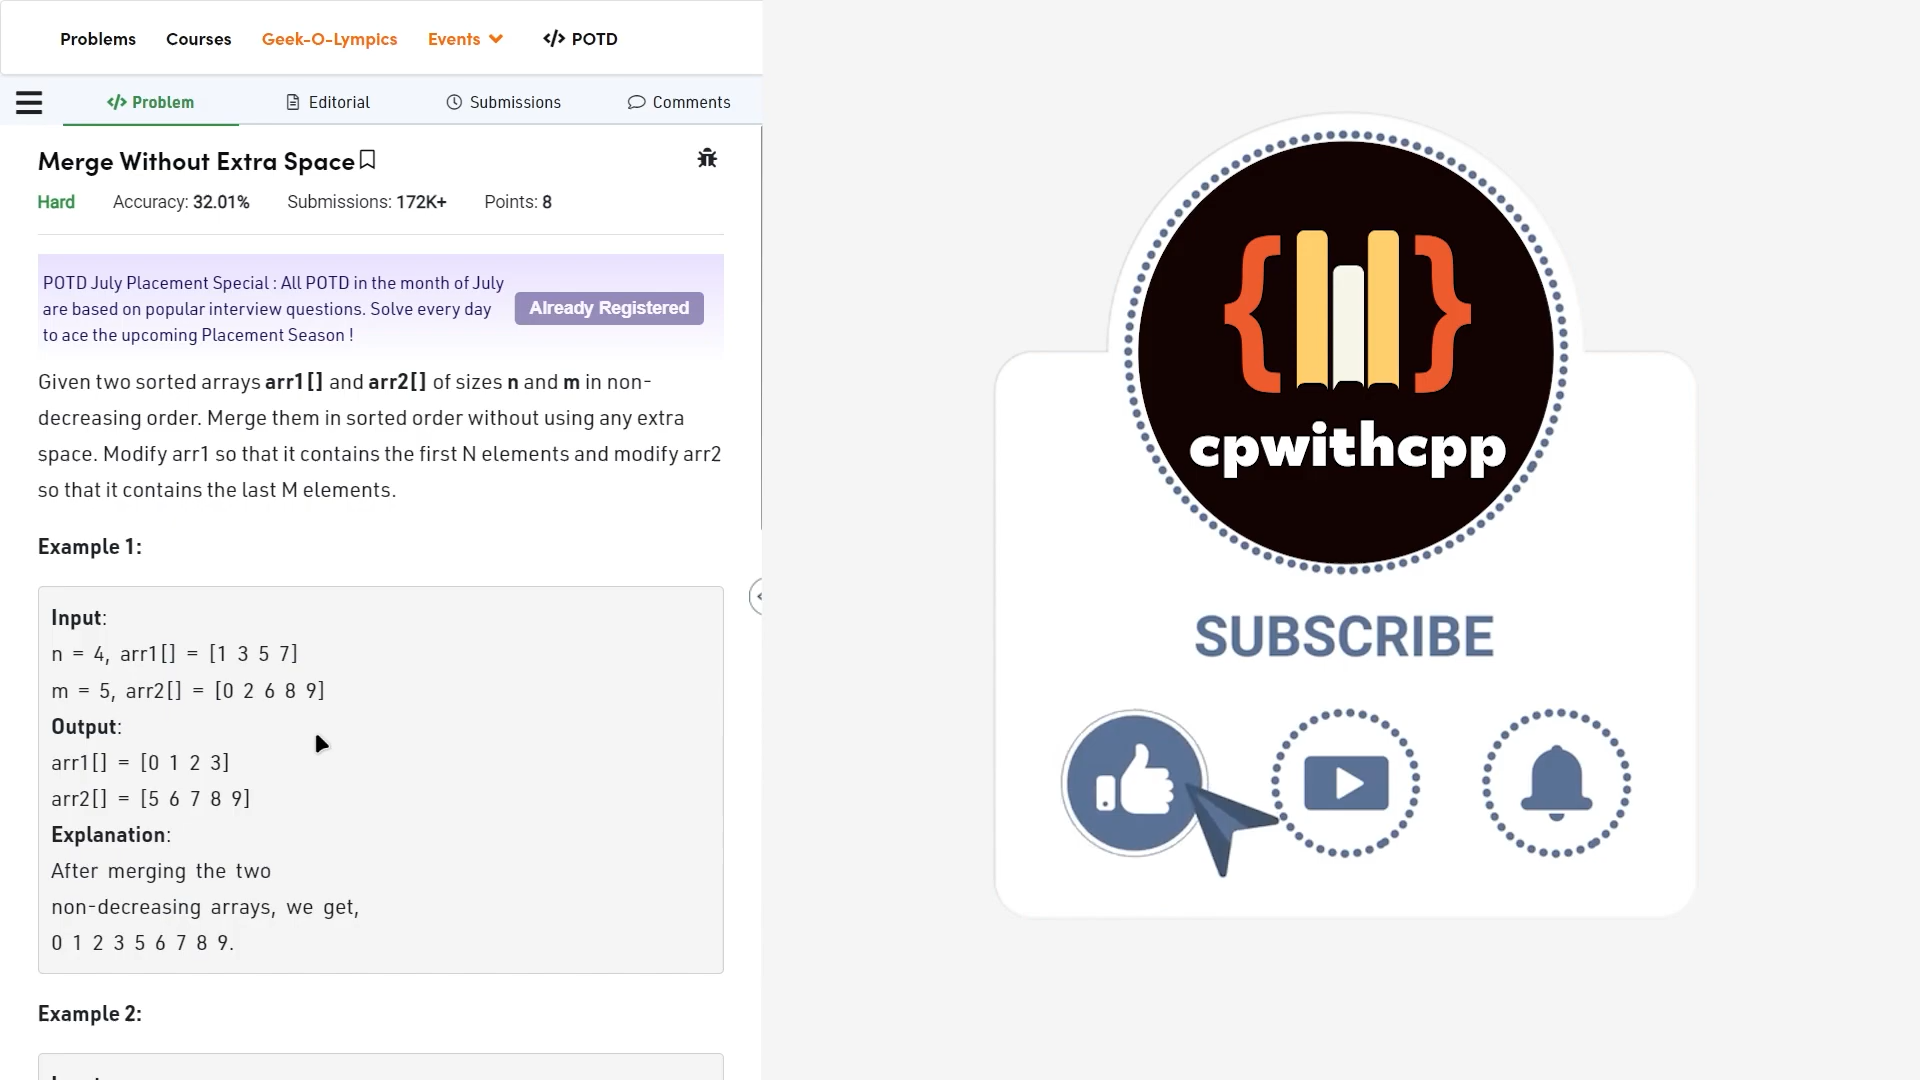 Problems Courses Geek-O-Lympics Events </> POTD
</> Problem Editorial Submissions Comments
Merge Without Extra Space
Hard Accuracy: 32.01% Submissions: 172K+ Points: 8
POTD July Placement Special : All POTD in the month of July
are based on popular interview questions. Solve every day
to ace the upcoming Placement Season !
Already Registered
Given two sorted arrays arr1[] and arr2[] of sizes n and m in non-
decreasing order. Merge them in sorted order without using any extra
space. Modify arr1 so that it contains the first N elements and modify arr2
so that it contains the last M elements.
Example 1:
Input:
n = 4, arr1[] = [1 3 5 7]
m = 5, arr2[] = [0 2 6 8 9]
Output:
arr1[] = [0 1 2 3]
arr2[] = [5 6 7 8 9]
Explanation:
After merging the two
non-decreasing arrays, we get,
0 1 2 3 5 6 7 8 9.
Example 2:
cpwithcpp
SUBSCRIBE